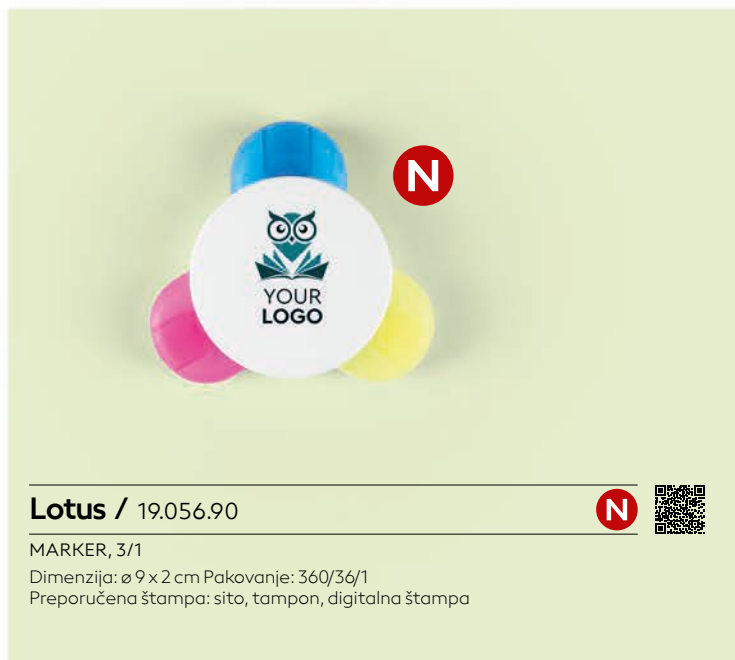 N
YOUR
LOGO
Lotus / 19.056.90
N
MARKER, 3/1
Dimenzija: ø 9 x 2 cm Pakovanje: 360/36/1
Preporučena štampa: sito, tampon, digitalna štampa